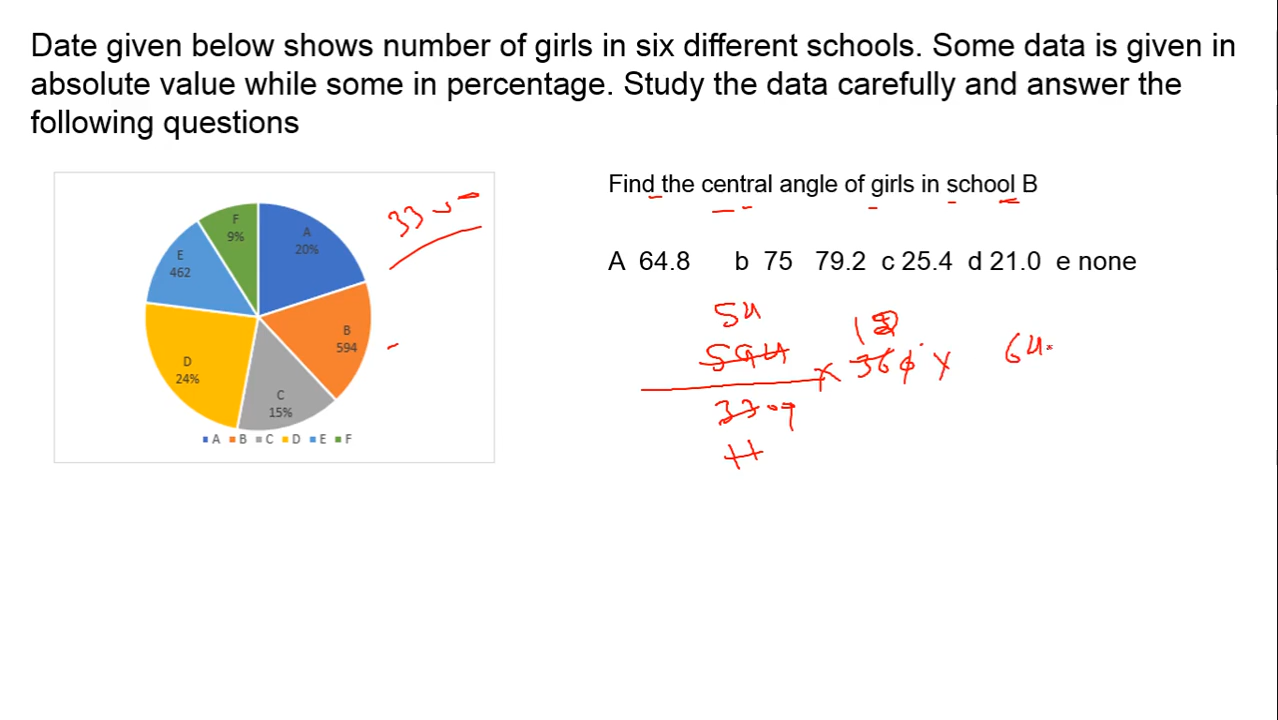 Date given below shows number of girls in six different schools. Some data is given in
absolute value while some in percentage. Study the data carefully and answer the
following questions
Find the central angle of girls in school B
A 64.8 b 75 79.2 c 25.4 d 21.0 e none
F
9%
A
20%
E
462
B
594
D
24%
C
15%
A B C D E F
3300
54
594
3300
11
x 360 x
64.